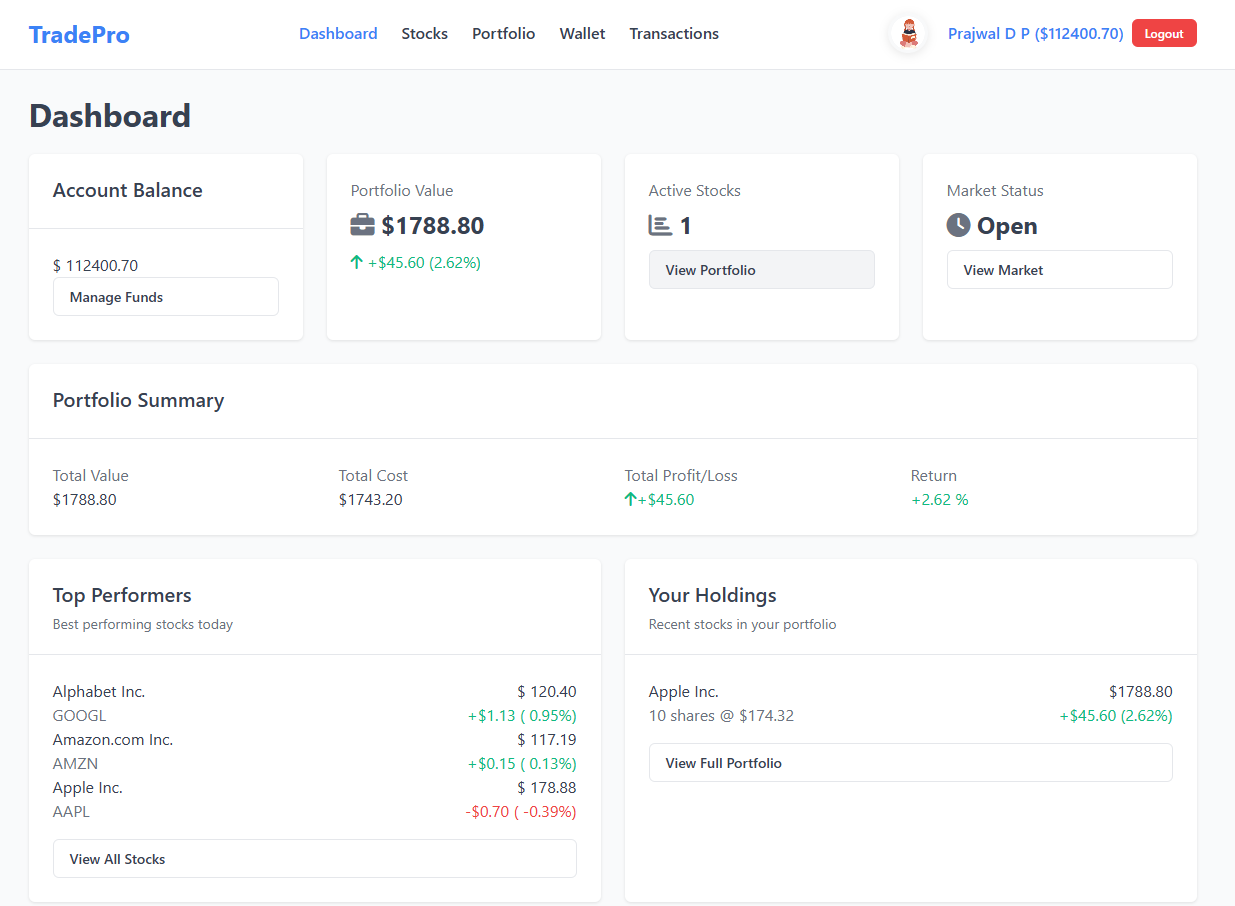 TradePro
Dashboard Stocks Portfolio Wallet Transactions
Prajwal D P ($112400.70) Logout
Dashboard
Account Balance
$ 112400.70
Manage Funds
Portfolio Value
$1788.80
+$45.60 (2.62%)
Active Stocks
1
View Portfolio
Market Status
Open
View Market
Portfolio Summary
Total Value
$1788.80
Total Cost
$1743.20
Total Profit/Loss
+$45.60
Return
+2.62 %
Top Performers
Best performing stocks today
Alphabet Inc. $ 120.40
GOOGL +$1.13 ( 0.95%)
Amazon.com Inc. $ 117.19
AMZN +$0.15 ( 0.13%)
Apple Inc. $ 178.88
AAPL -$0.70 ( -0.39%)
View All Stocks
Your Holdings
Recent stocks in your portfolio
Apple Inc. $1788.80
10 shares @ $174.32 +$45.60 (2.62%)
View Full Portfolio